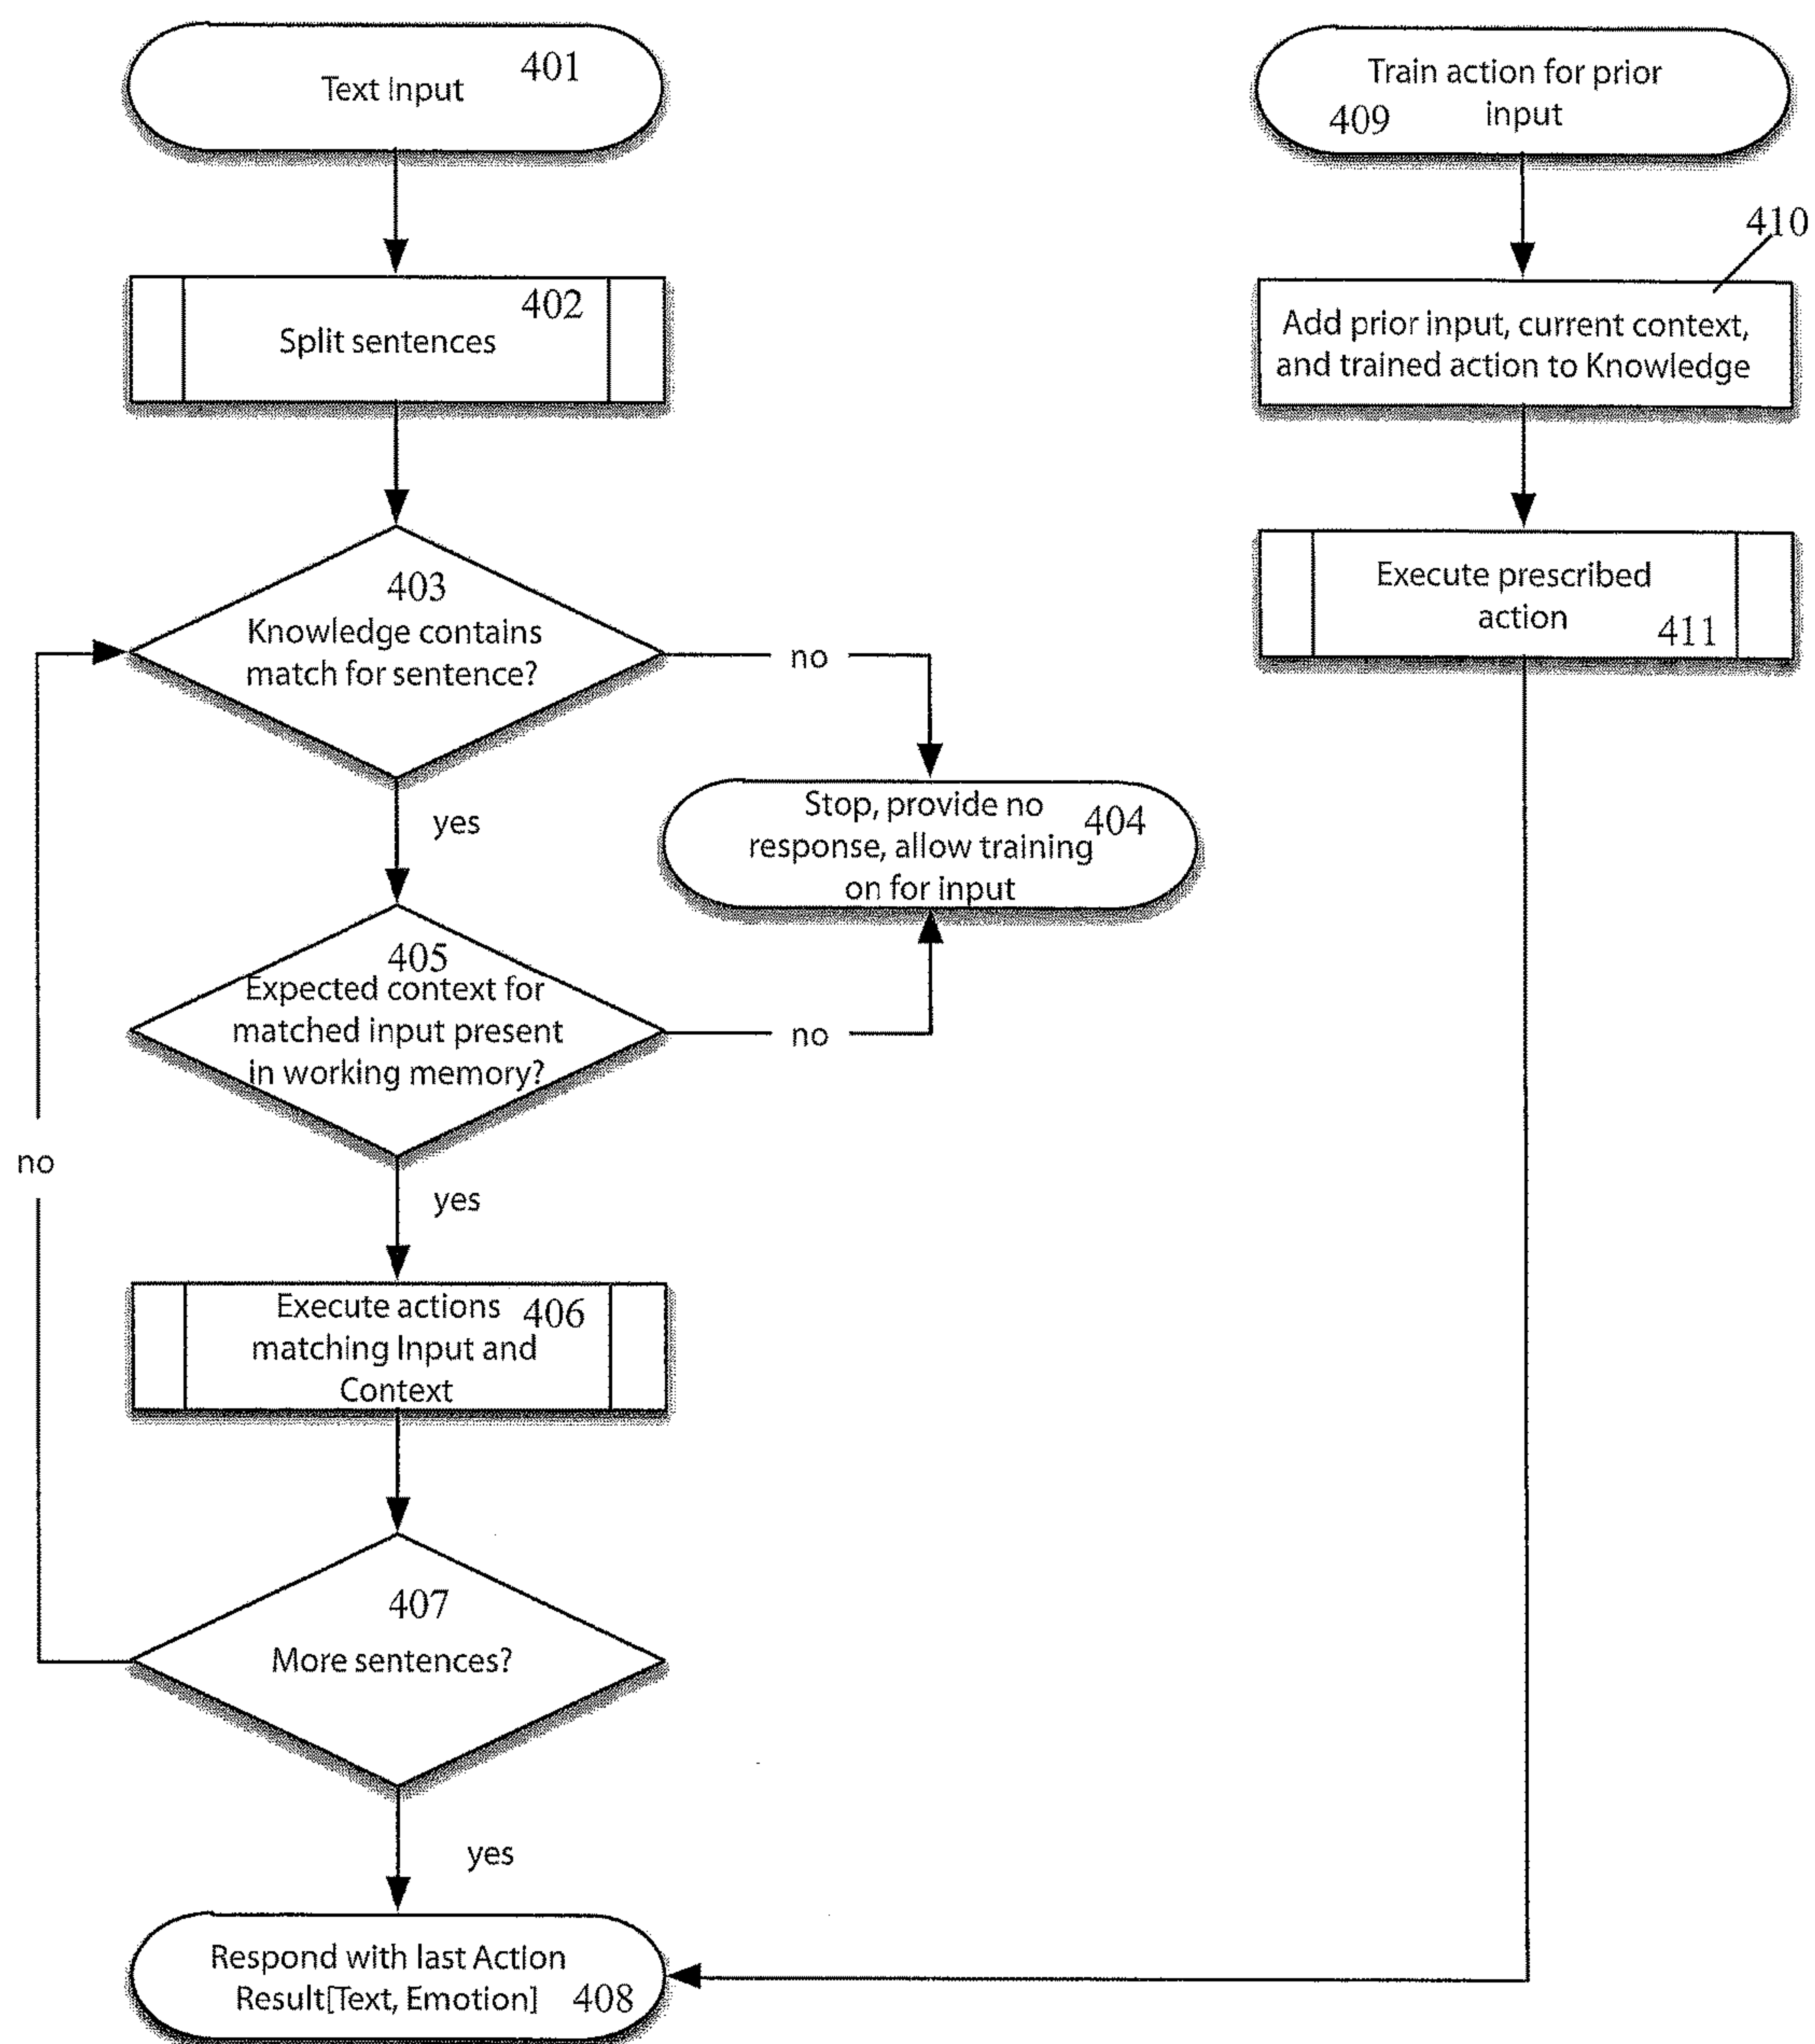 401
Text Input
402
Split sentences
403
Knowledge contains
match for sentence?
no
yes
Stop, provide no
404
response, allow training
on for input
405
Expected context for
matched input present
in working memory?
no
yes
Execute actions
406
matching Input and
Context
no
407
More sentences?
yes
Respond with last Action
Result[Text, Emotion]
408
Train action for prior
input
409
410
Add prior input, current context,
and trained action to Knowledge
Execute prescribed
action
411